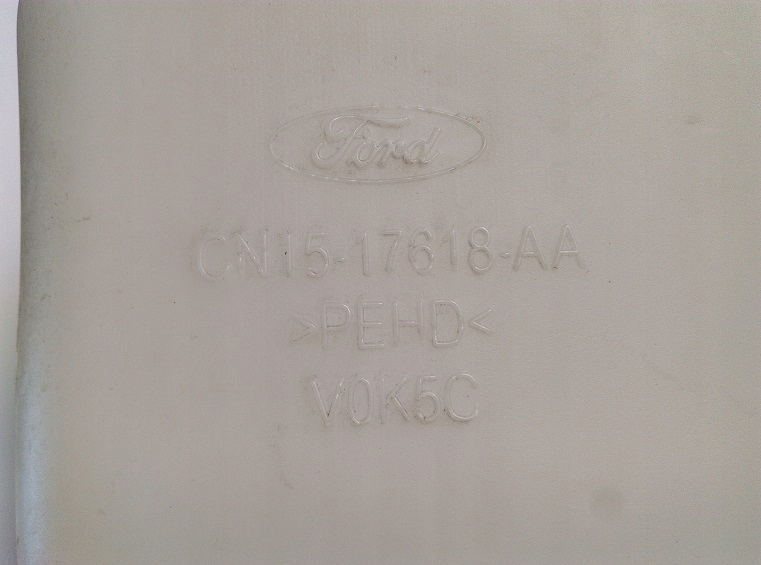 Ford
CN15-17618-AA
>PEHD<
V0K5C